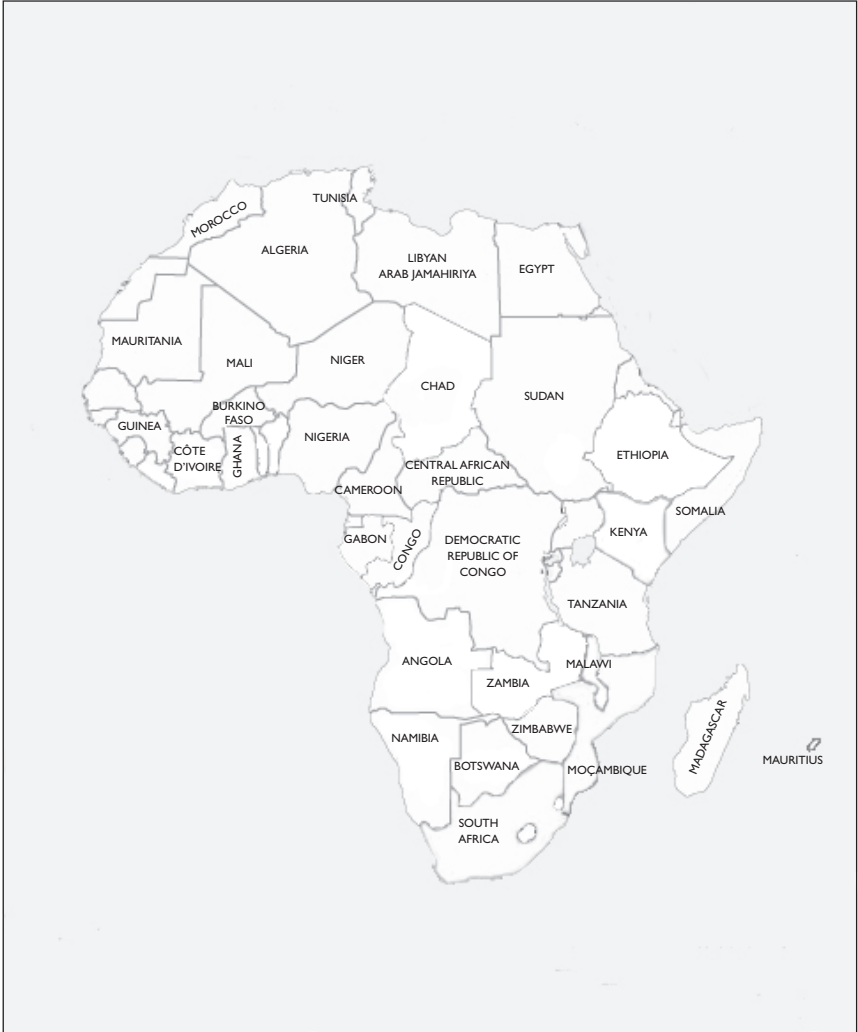 TUNISIA
MOROCCO
ALGERIA
LIBYAN
ARAB JAMAHIRIYA
EGYPT
MAURITANIA
MALI
NIGER
CHAD
SUDAN
BURKINO
FASO
GUINEA
CÔTE
D'IVOIRE
GHANA
NIGERIA
CENTRAL AFRICAN
REPUBLIC
ETHIOPIA
CAMEROON
SOMALIA
GABON
CONGO
DEMOCRATIC
REPUBLIC OF
CONGO
KENYA
TANZANIA
ANGOLA
MALAWI
ZAMBIA
NAMIBIA
ZIMBABWE
BOTSWANA
MOÇAMBIQUE
MADAGASCAR
MAURITIUS
SOUTH
AFRICA